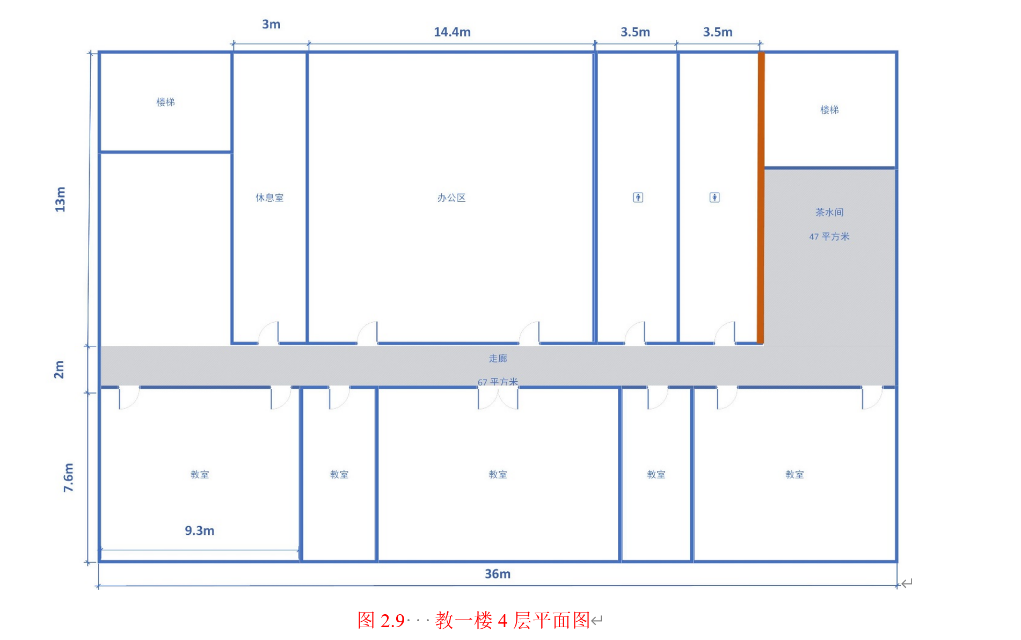 3m
14.4m
3.5m
3.5m
楼梯
楼梯
13m
休息室
办公区
茶水间
47 平方米
2m
走廊
67 平方米
7.6m
教室
教室
教室
教室
教室
9.3m
36m
图 2.9···教一楼 4 层平面图